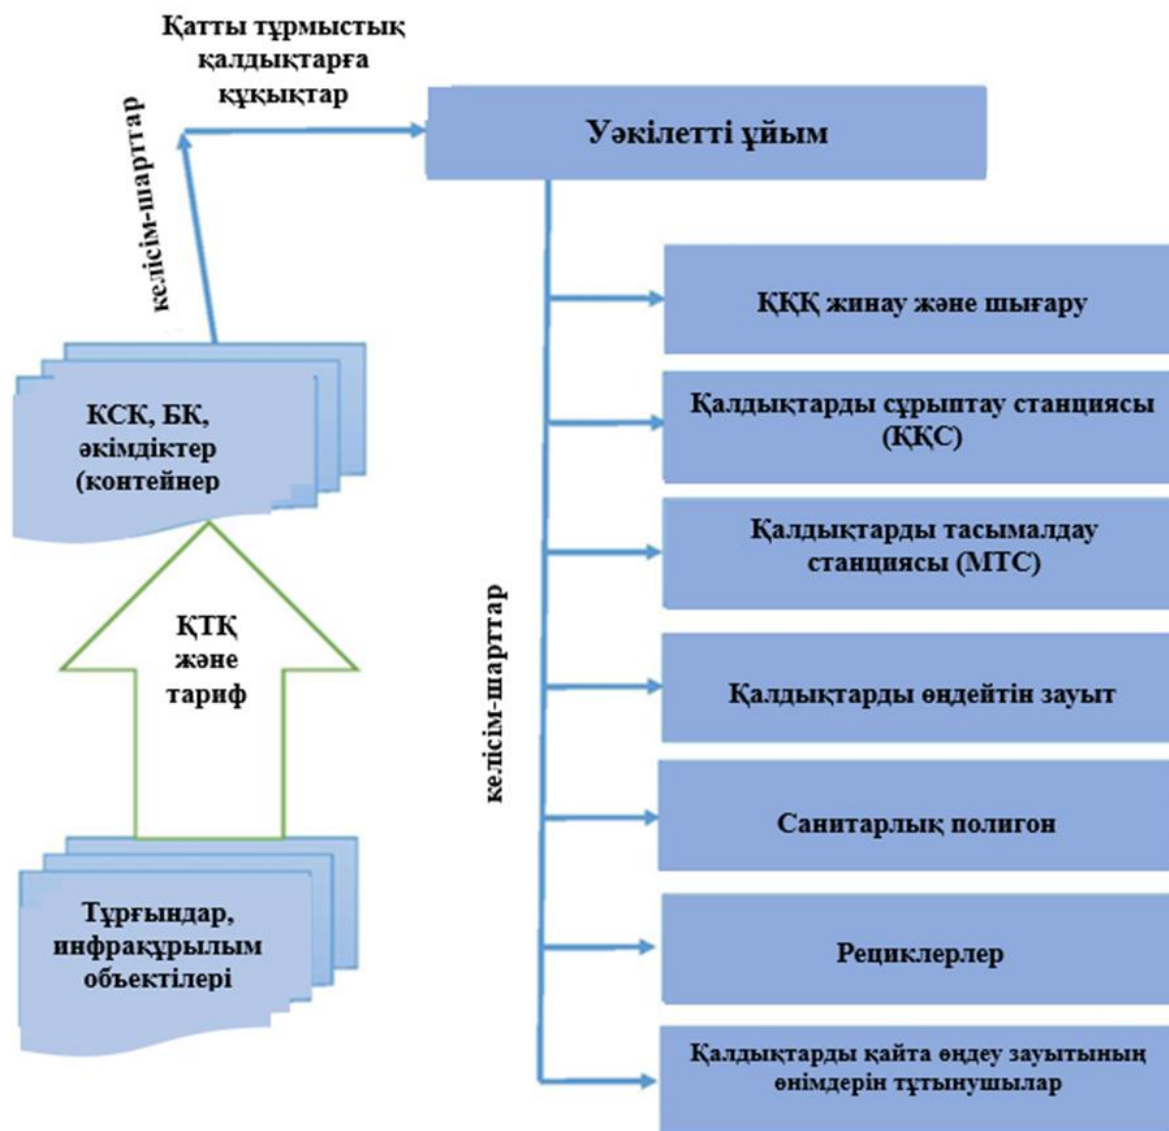 Қатты тұрмыстық
қалдықтарға
құқықтар
келісім-шарттар
Уәкілетті ұйым
КСК, БК,
әкімдіктер
(контейнер
ҚТҚ
және
тариф
Тұрғындар,
инфрақұрылым
объектілері
келісім-шарттар
ҚҚҚ жинау және шығару
Қалдықтарды сұрыптау станциясы
(ҚҚС)
Қалдықтарды тасымалдау
станциясы (МТС)
Қалдықтарды өңдейтін зауыт
Санитарлық полигон
Рециклерлер
Қалдықтарды қайта өңдеу зауытының
өнімдерін тұтынушылар